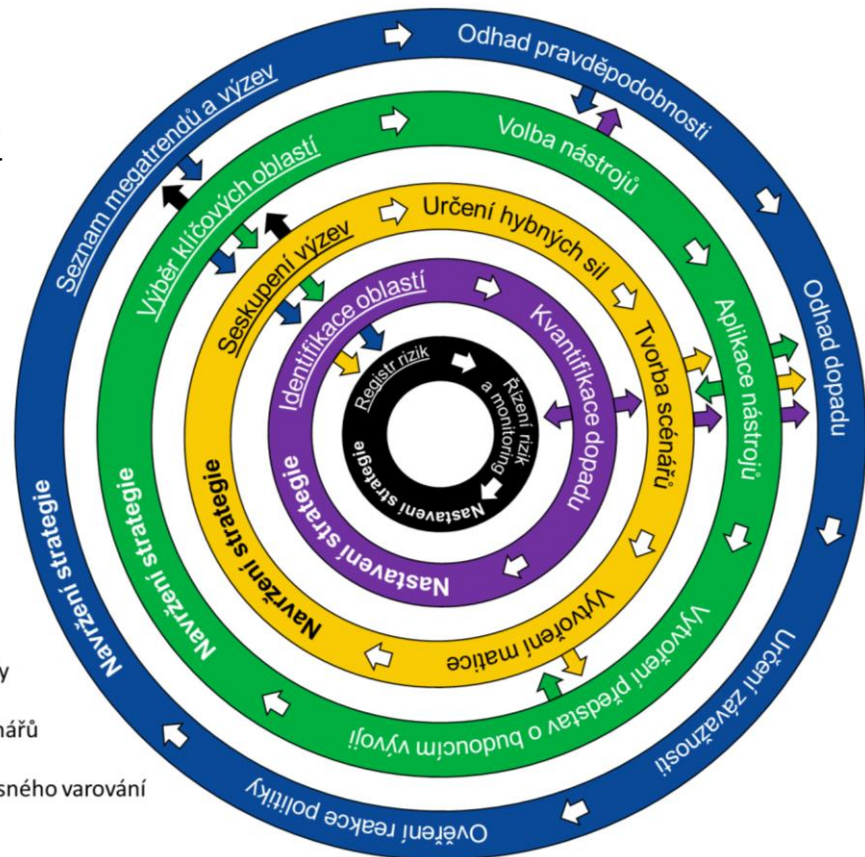 Seznam megatrendů a výzev
Odhad pravděpodobnosti
Odhad dopadu
Určení závažnosti
Ověření reakce politiky
Navržení strategie
Výběr klíčových oblastí
Volba nástrojů
Aplikace nástrojů
Vytvoření představ o budoucím vývoji
Navržení strategie
Seskupení výzev
Určení hybných sil
Tvorba scénářů
Vytvoření matice
Navržení strategie
Identifikace oblastí
Kvantifikace dopadu
Nastavení strategie
Registr rizik
Řízení rizik
a monitoring
Nastavení strategie
y
nářů
sného varování